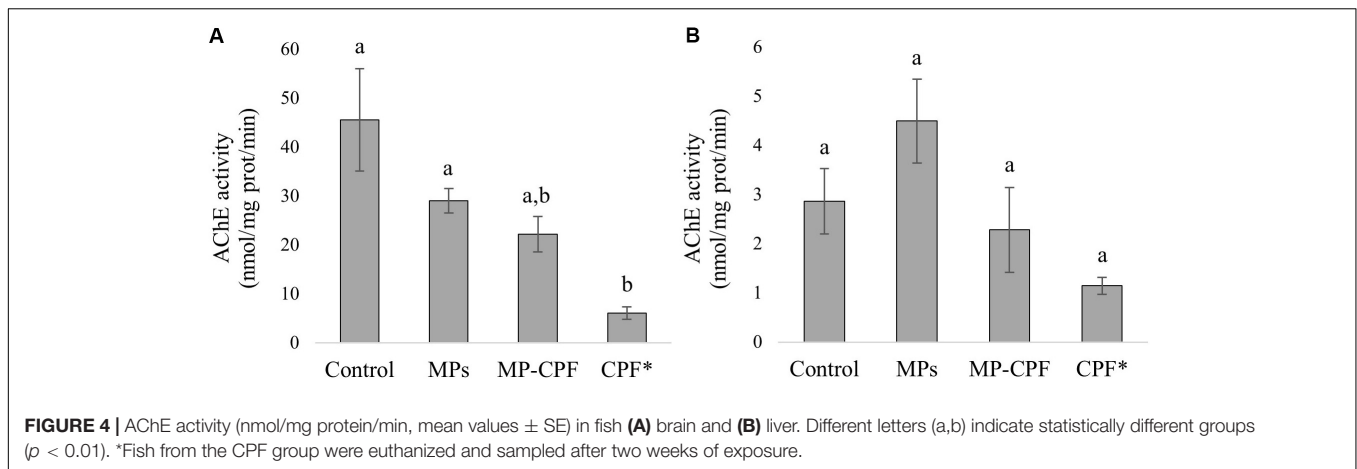 A
AChE activity
(nmol/mg prot/min)
60
50
40
30
20
10
0
a
a
a,b
b
Control MPs MP-CPF CPF*
B
AChE activity
(nmol/mg prot/min)
6
5
4
3
2
1
0
a
a
a
a
Control MPs MP-CPF CPF*
FIGURE 4 | AChE activity (nmol/mg protein/min, mean values ± SE) in fish (A) brain and (B) liver. Different letters (a,b) indicate statistically different groups
(p < 0.01). *Fish from the CPF group were euthanized and sampled after two weeks of exposure.